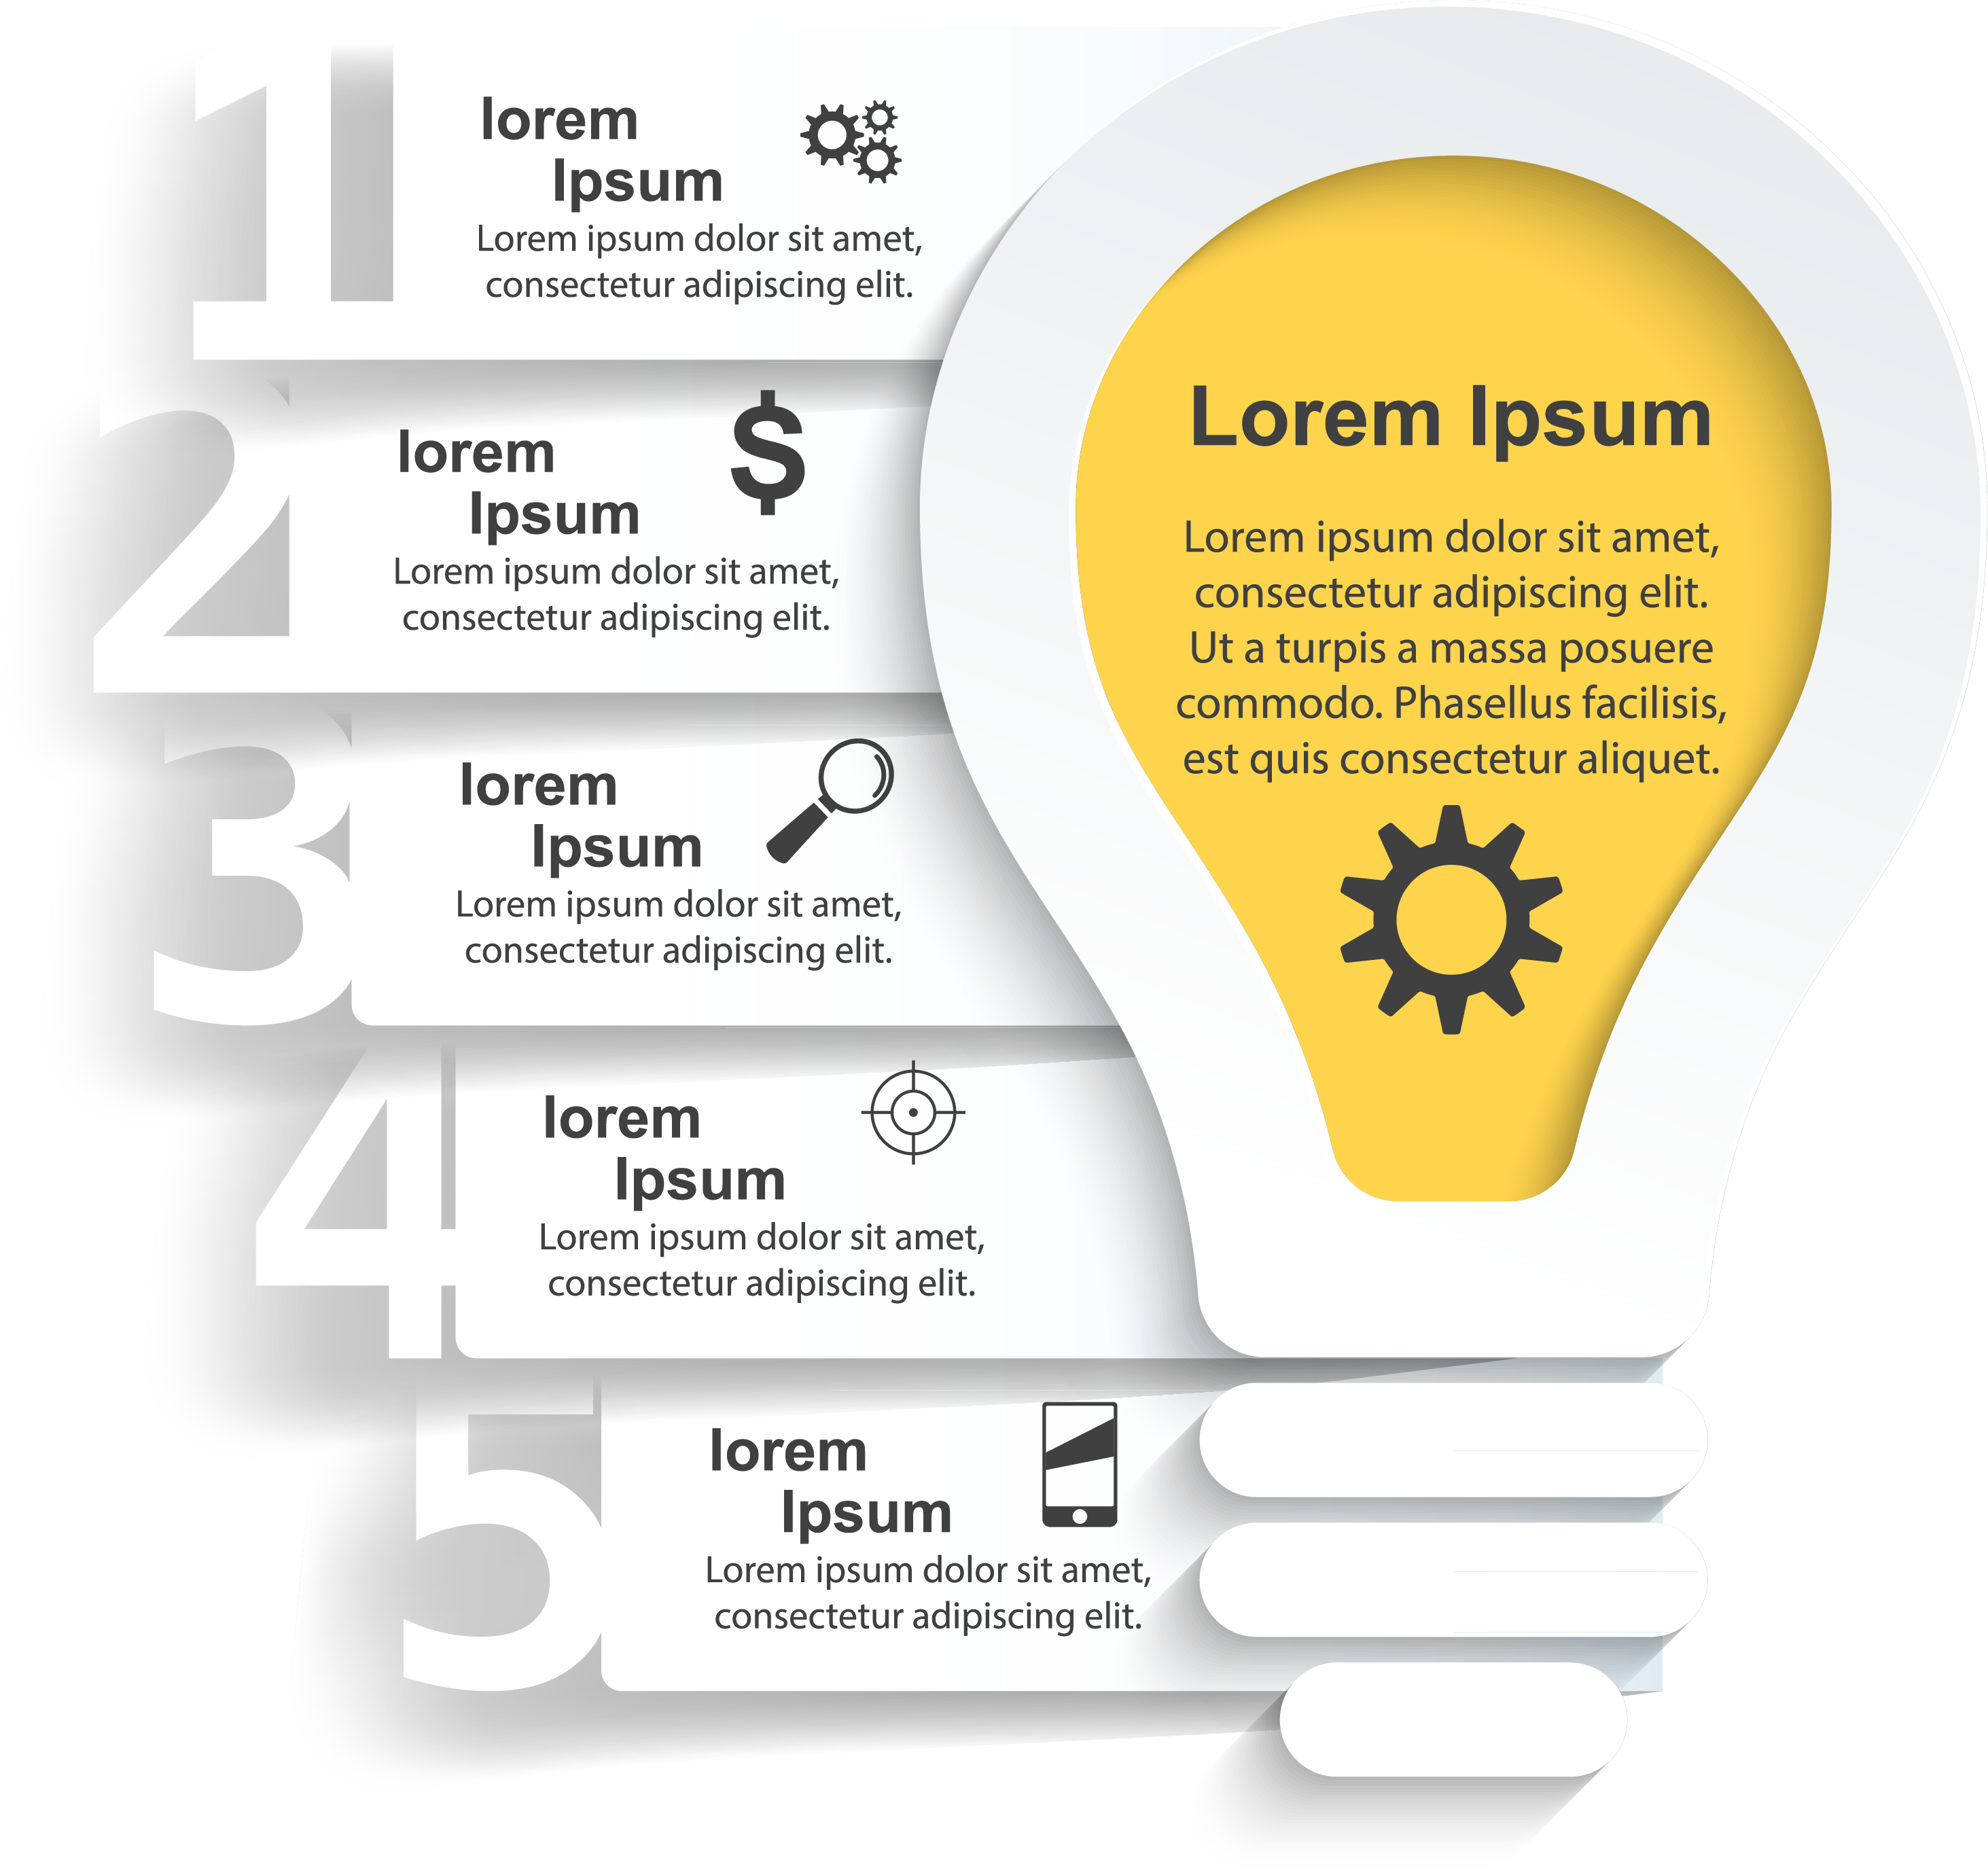 1
lorem
Ipsum
Lorem ipsum dolor sit amet,
consectetur adipiscing elit.
2
lorem
$
Ipsum
Lorem ipsum dolor sit amet,
consectetur adipiscing elit.
3
lorem
Ipsum
Lorem ipsum dolor sit amet,
consectetur adipiscing elit.
4
lorem
Ipsum
Lorem ipsum dolor sit amet,
consectetur adipiscing elit.
5
lorem
Ipsum
Lorem ipsum dolor sit amet,
consectetur adipiscing elit.
Lorem Ipsum
Lorem ipsum dolor sit amet,
consectetur adipiscing elit.
Ut a turpis a massa posuere
commodo. Phasellus facilisis,
est quis consectetur aliquet.